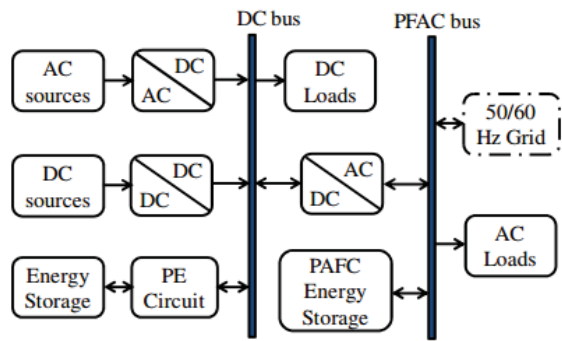 DC bus
PFAC bus
AC
sources
DC
AC
DC
Loads
50/60
Hz Grid
DC
sources
DC
DC
AC
DC
AC
Loads
Energy
Storage
PE
Circuit
PAFC
Energy
Storage